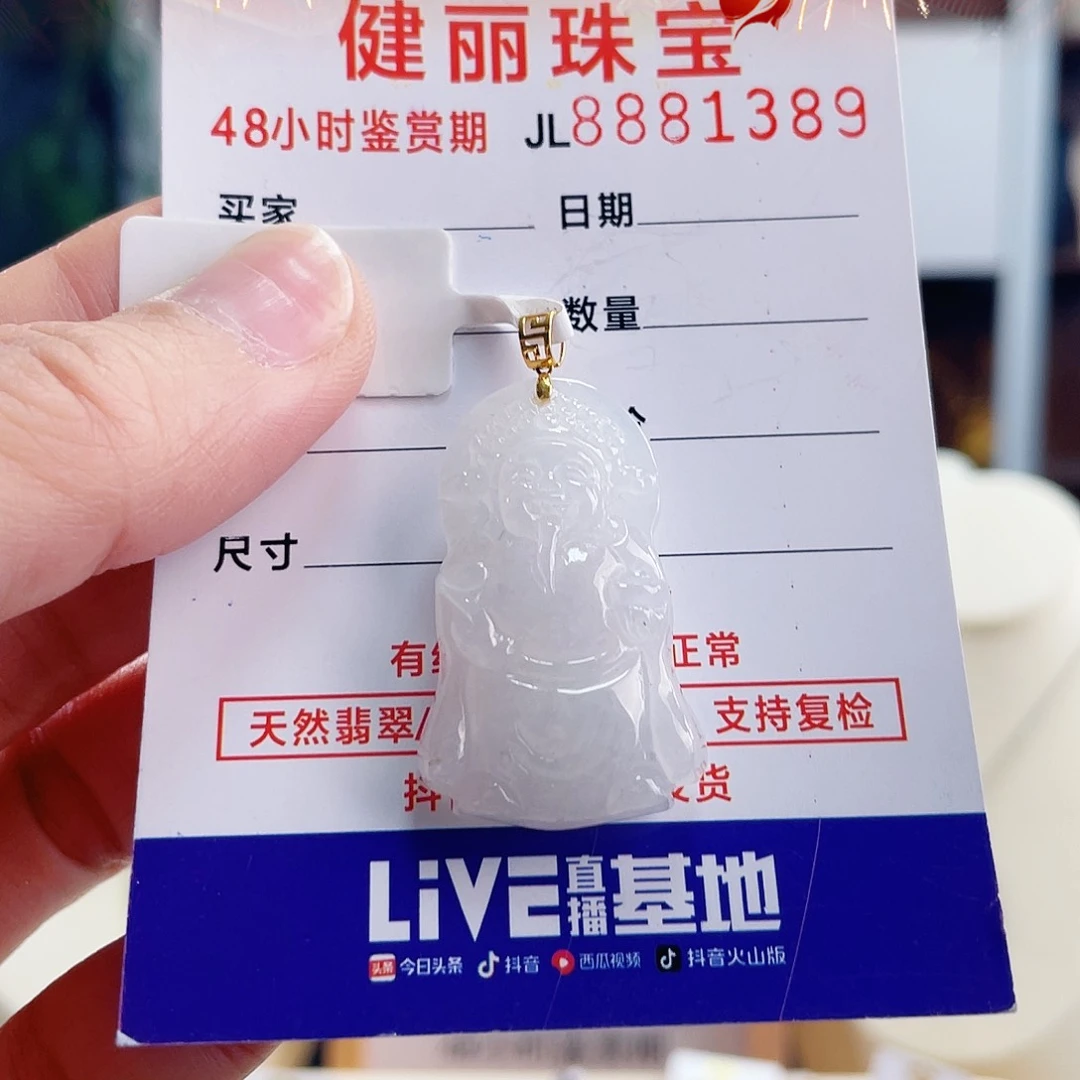 健丽珠宝
48小时鉴赏期 JL8881389
买家 日期
数量
尺寸
有 正常
天然翡翠/ 支持复检
抖 货
LiVE直播基地
头条 今日头条 抖音 西瓜视频 抖音火山版